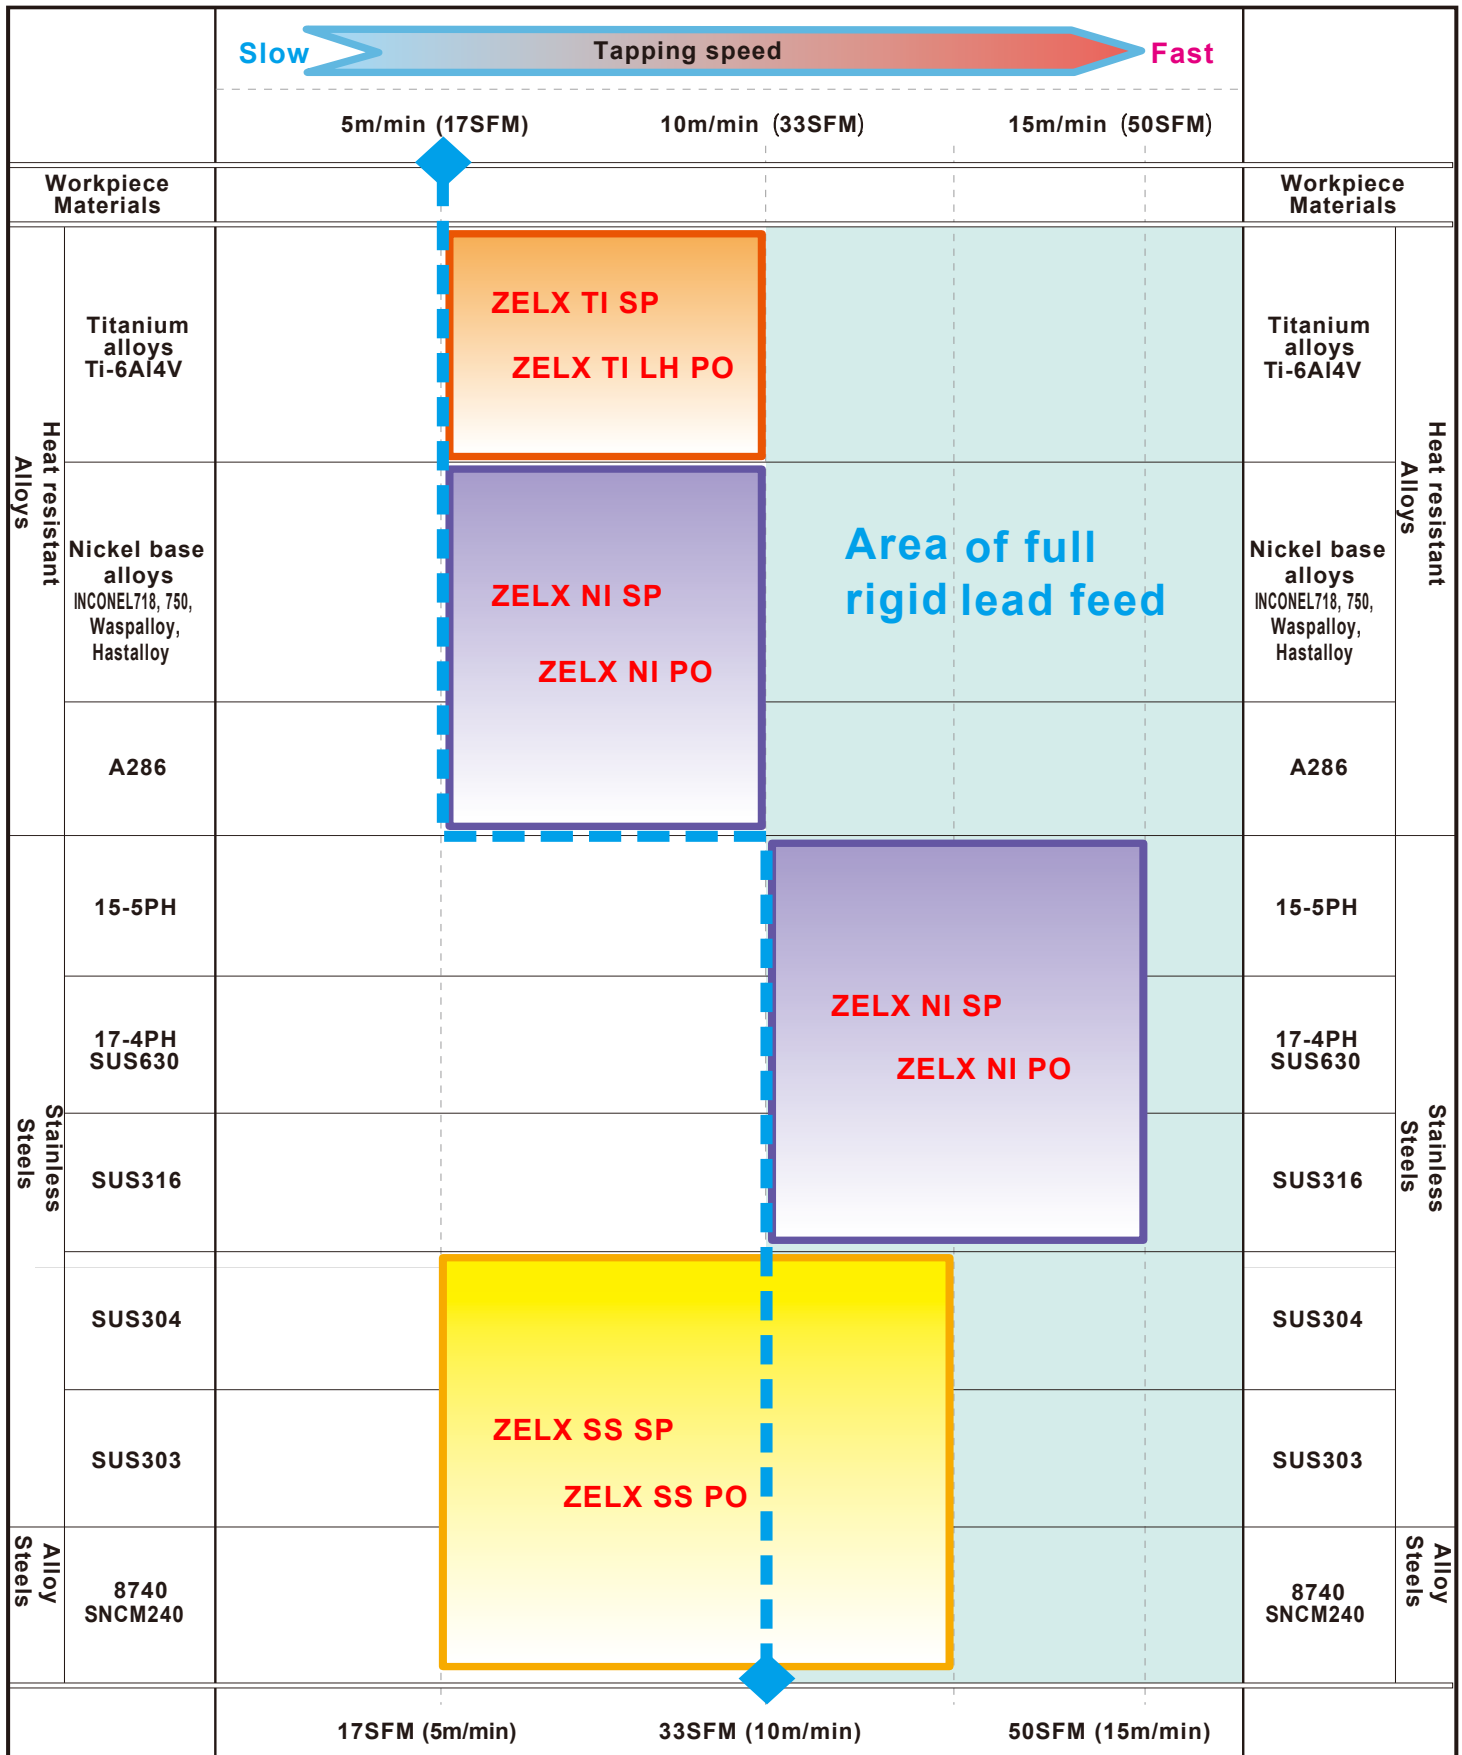 Slow
Tapping speed
Fast
5m/min (17SFM)
10m/min (33SFM)
15m/min (50SFM)
Workpiece
Materials
Workpiece
Materials
Heat resistant
Alloys
Titanium
alloys
Ti-6Al4V
ZELX TI SP
ZELX TI LH PO
Titanium
alloys
Ti-6Al4V
Heat resistant
Alloys
Nickel base
alloys
INCONEL718, 750,
Waspalloy,
Hastalloy
ZELX NI SP
ZELX NI PO
Area of full
rigid lead feed
Nickel base
alloys
INCONEL718, 750,
Waspalloy,
Hastalloy
A286
A286
Stainless
Steels
15-5PH
15-5PH
Stainless
Steels
17-4PH
SUS630
ZELX NI SP
ZELX NI PO
17-4PH
SUS630
SUS316
SUS316
SUS304
SUS304
SUS303
ZELX SS SP
ZELX SS PO
SUS303
Alloy
Steels
8740
SNCM240
8740
SNCM240
Alloy
Steels
17SFM (5m/min)
33SFM (10m/min)
50SFM (15m/min)